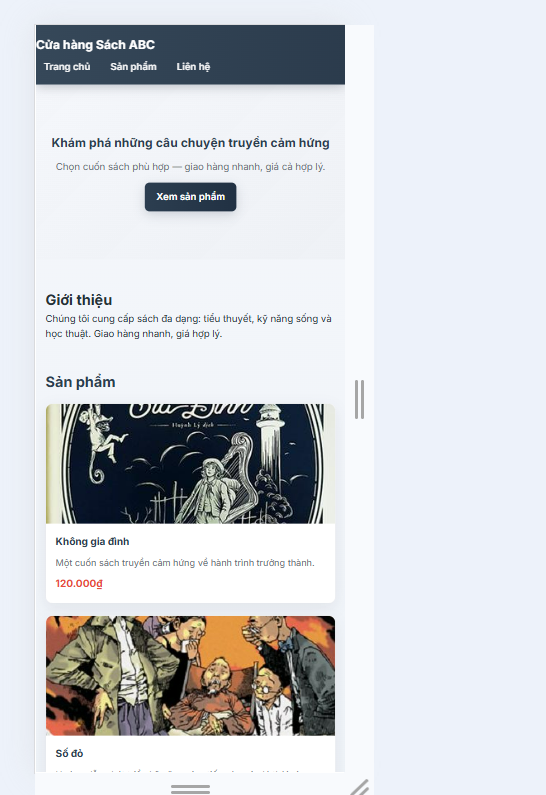 Cửa hàng Sách ABC
Trang chủ Sản phẩm Liên hệ
Khám phá những câu chuyện truyền cảm hứng
Chọn cuốn sách phù hợp — giao hàng nhanh, giá cả hợp lý.
Xem sản phẩm
Giới thiệu
Chúng tôi cung cấp sách đa dạng: tiểu thuyết, kỹ năng sống và
học thuật. Giao hàng nhanh, giá hợp lý.
Sản phẩm
Gia Đình
Huỳnh Lý dịch
Không gia đình
Một cuốn sách truyền cảm hứng về hành trình trưởng thành.
120.000₫
Số đỏ